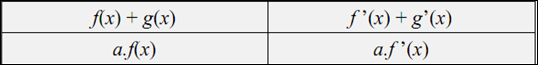 f(x) + g(x) f ’(x) + g’(x)
a.f(x) a.f ’(x)